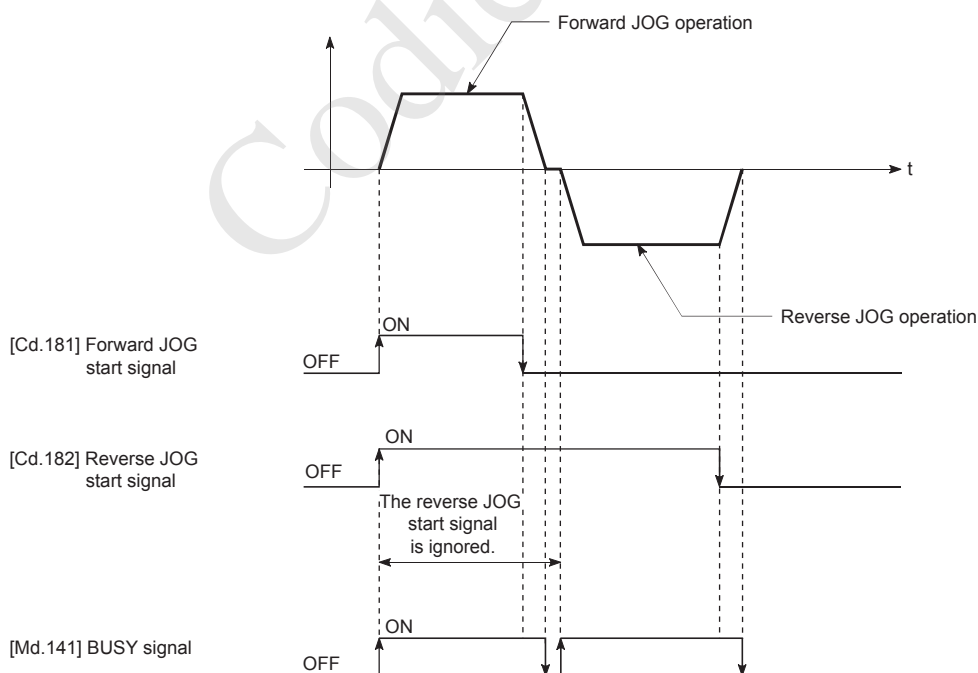 Forward JOG operation
t
Reverse JOG operation
[Cd.181] Forward JOG
start signal
OFF
ON
[Cd.182] Reverse JOG
start signal
OFF
ON
The reverse JOG
start signal
is ignored.
[Md.141] BUSY signal
OFF
ON